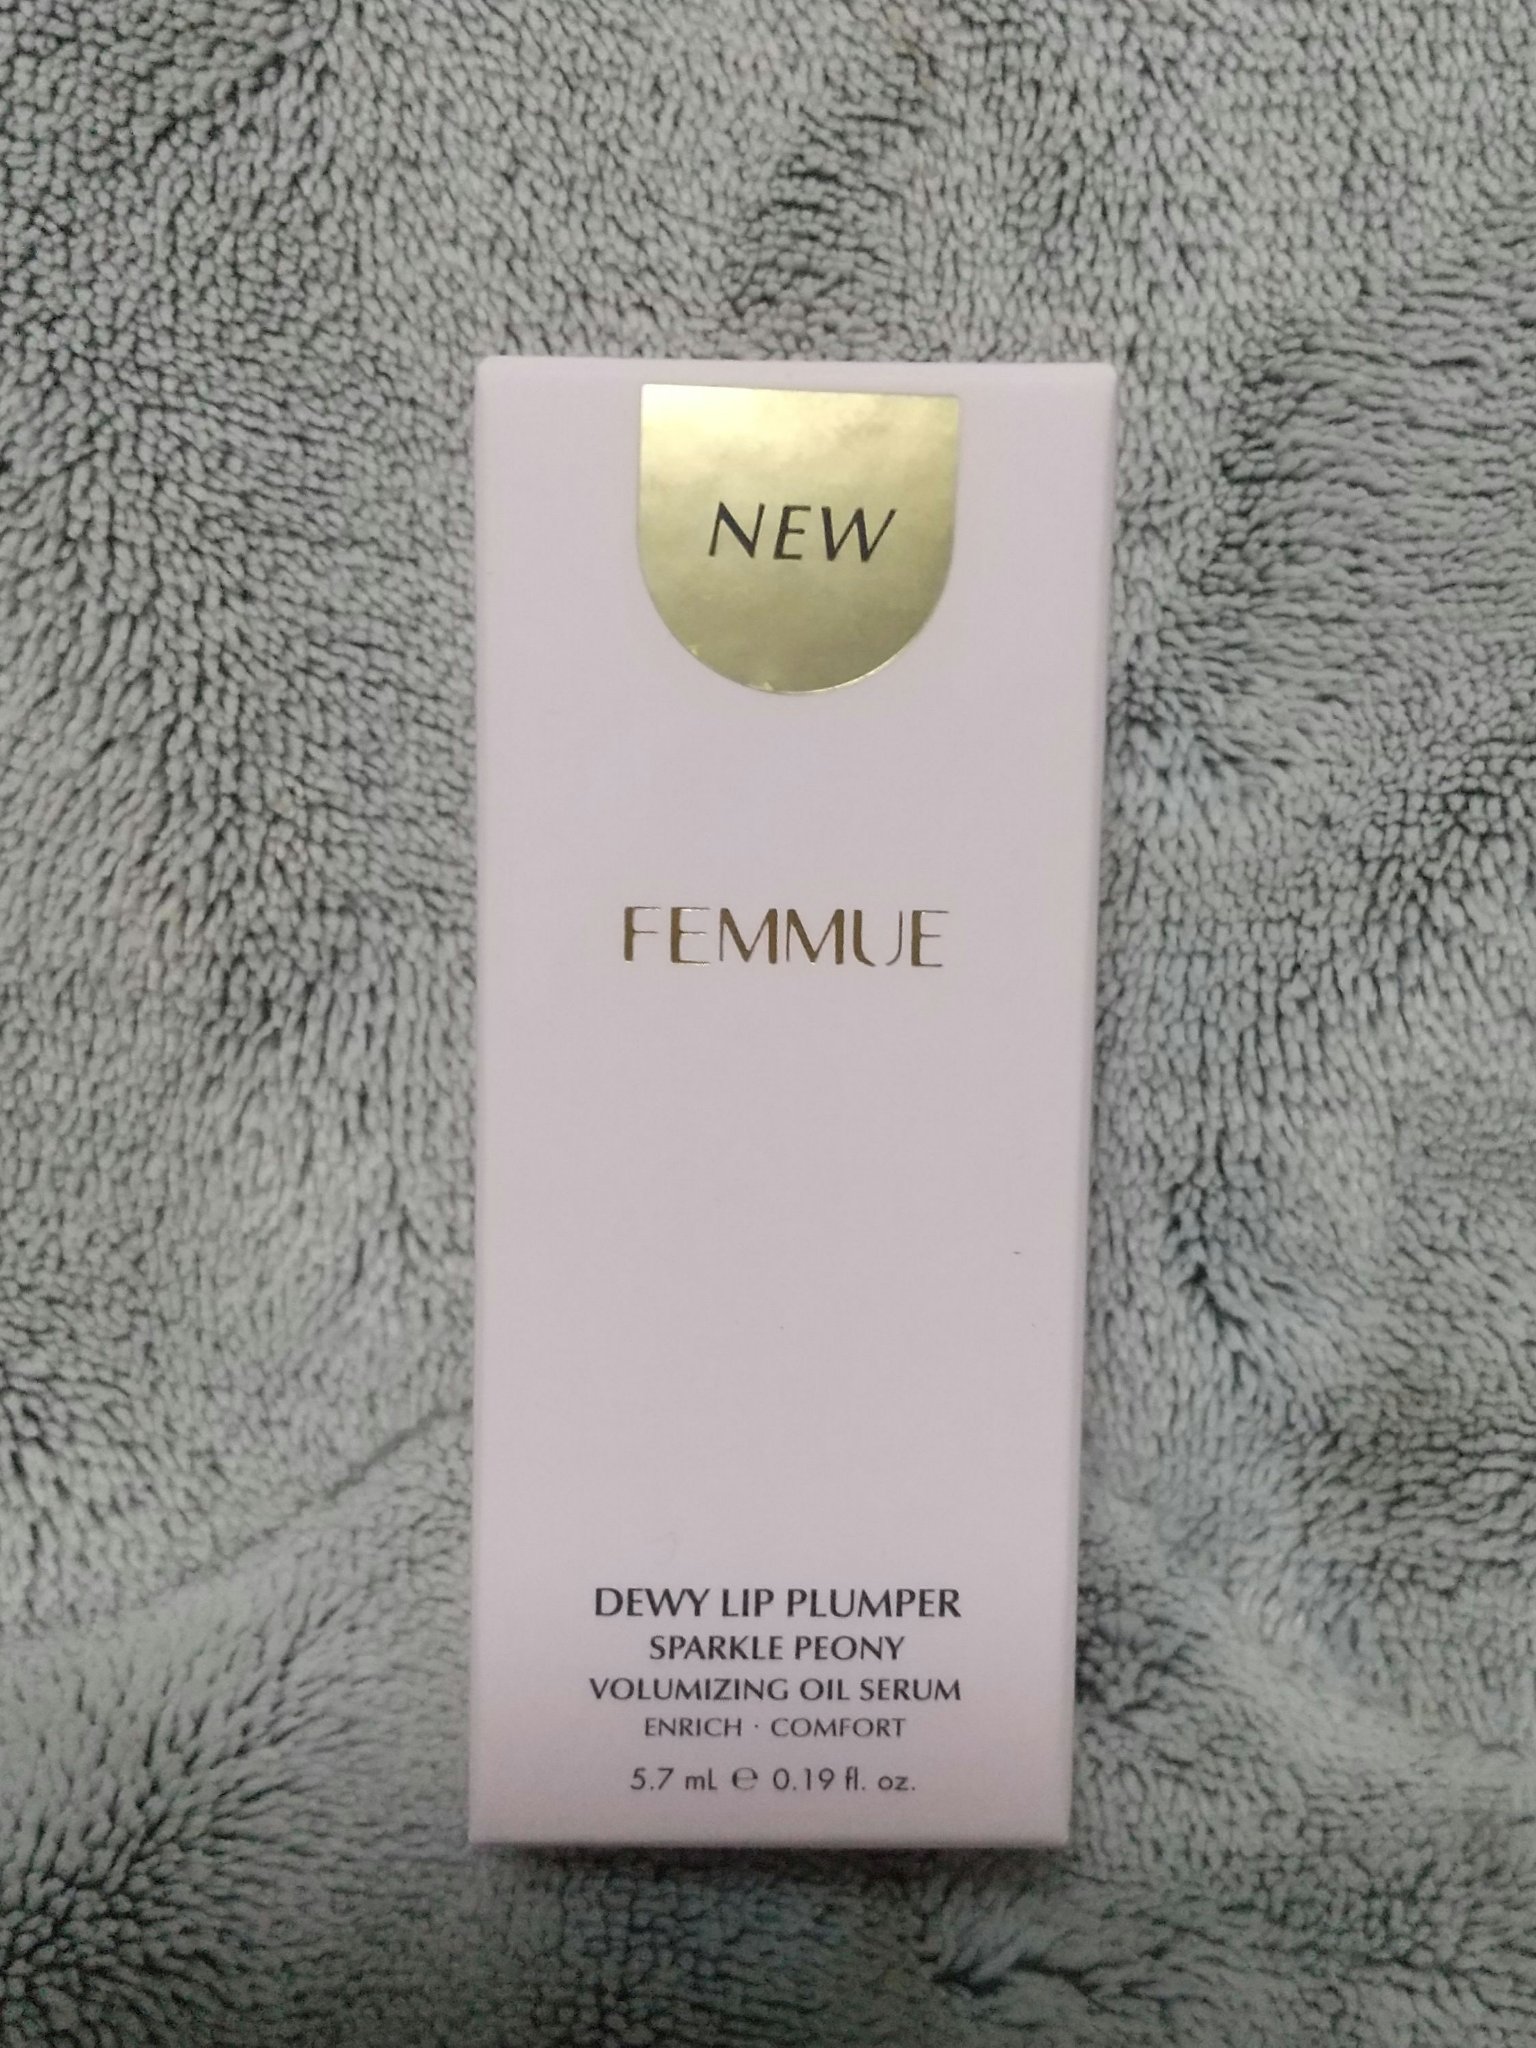 NEW
FEMMUE
DEWY LIP PLUMPER
SPARKLE PEONY
VOLUMIZING OIL SERUM
ENRICH · COMFORT
5.7 mL ℮ 0.19 fl. oz.